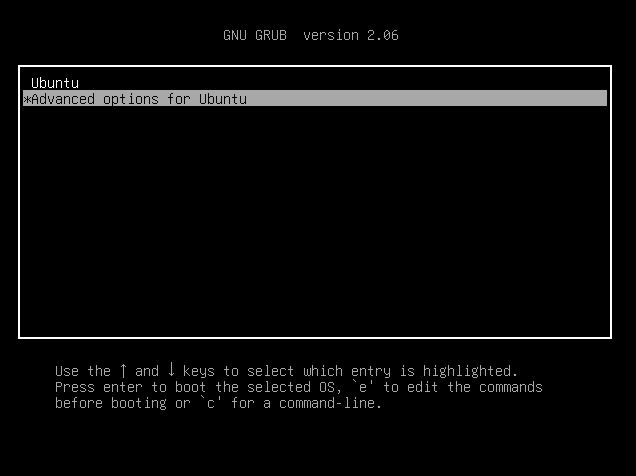 GNU GRUB  version 2.06
Ubuntu
*Advanced options for Ubuntu
Use the ↑ and ↓ keys to select which entry is highlighted.
Press enter to boot the selected OS, `e' to edit the commands
before booting or `c' for a command-line.